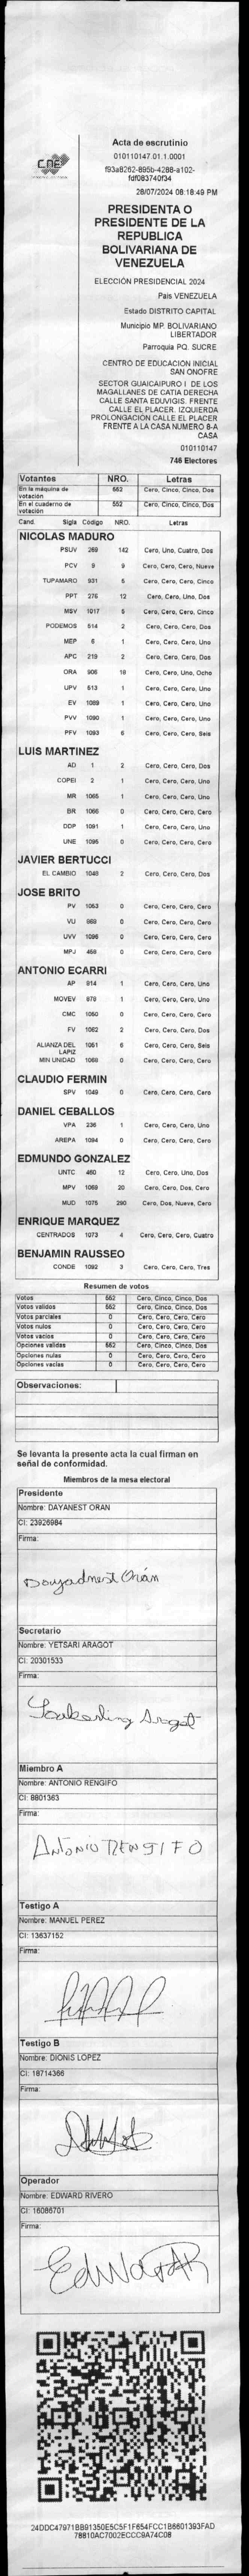 CNE
Acta de escrutinio
010110147.01.1.0001
f93a8262-895b-4288-a102-
fdf083740f34
28/07/2024 08:18:49 PM
PRESIDENTA O
PRESIDENTE DE LA
REPUBLICA
BOLIVARIANA DE
VENEZUELA
ELECCIÓN PRESIDENCIAL 2024
País VENEZUELA
Estado DISTRITO CAPITAL
Municipio MP. BOLIVARIANO
LIBERTADOR
Parroquia PQ. SUCRE
CENTRO DE EDUCACIÓN INICIAL
SAN ONOFRE
SECTOR GUAICAIPURO I DE LOS
MAGALLANES DE CATIA DERECHA
CALLE SANTA EDUVIGIS. FRENTE
CALLE EL PLACER. IZQUIERDA
PROLONGACIÓN CALLE EL PLACER
FRENTE A LA CASA NUMERO 8-A
CASA
010110147
746 Electores
Votantes NRO. Letras
En la máquina de votación 552 Cero, Cinco, Cinco, Dos
En el cuaderno de votación 552 Cero, Cinco, Cinco, Dos
Cand. Sigla Código NRO. Letras
NICOLAS MADURO
PSUV 269 142 Cero, Uno, Cuatro, Dos
PCV 9 9 Cero, Cero, Cero, Nueve
TUPAMARO 931 5 Cero, Cero, Cero, Cinco
PPT 276 12 Cero, Cero, Uno, Dos
MSV 1017 5 Cero, Cero, Cero, Cinco
PODEMOS 514 2 Cero, Cero, Cero, Dos
MEP 6 1 Cero, Cero, Cero, Uno
APC 219 2 Cero, Cero, Cero, Dos
ORA 906 18 Cero, Cero, Uno, Ocho
UPV 513 1 Cero, Cero, Cero, Uno
EV 1089 1 Cero, Cero, Cero, Uno
PVV 1090 1 Cero, Cero, Cero, Uno
PFV 1093 6 Cero, Cero, Cero, Seis
LUIS MARTINEZ
AD 1 2 Cero, Cero, Cero, Dos
COPEI 2 1 Cero, Cero, Cero, Uno
MR 1065 1 Cero, Cero, Cero, Uno
BR 1066 0 Cero, Cero, Cero, Cero
DDP 1091 1 Cero, Cero, Cero, Uno
UNE 1095 0 Cero, Cero, Cero, Cero
JAVIER BERTUCCI
EL CAMBIO 1048 2 Cero, Cero, Cero, Dos
JOSE BRITO
PV 1053 0 Cero, Cero, Cero, Cero
VU 869 0 Cero, Cero, Cero, Cero
UVV 1096 0 Cero, Cero, Cero, Cero
MPJ 458 0 Cero, Cero, Cero, Cero
ANTONIO ECARRI
AP 914 1 Cero, Cero, Cero, Uno
MOVEV 979 1 Cero, Cero, Cero, Uno
CMC 1050 0 Cero, Cero, Cero, Cero
FV 1062 2 Cero, Cero, Cero, Dos
ALIANZA DEL LAPIZ 1051 6 Cero, Cero, Cero, Seis
MIN UNIDAD 1068 0 Cero, Cero, Cero, Cero
CLAUDIO FERMIN
SPV 1049 0 Cero, Cero, Cero, Cero
DANIEL CEBALLOS
VPA 236 1 Cero, Cero, Cero, Uno
AREPA 1094 0 Cero, Cero, Cero, Cero
EDMUNDO GONZALEZ
UNTC 460 12 Cero, Cero, Uno, Dos
MPV 1069 20 Cero, Cero, Dos, Cero
MUD 1075 290 Cero, Dos, Nueve, Cero
ENRIQUE MARQUEZ
CENTRADOS 1073 4 Cero, Cero, Cero, Cuatro
BENJAMIN RAUSSEO
CONDE 1092 3 Cero, Cero, Cero, Tres
Resumen de votos
Votos 552 Cero, Cinco, Cinco, Dos
Votos validos 552 Cero, Cinco, Cinco, Dos
Votos parciales 0 Cero, Cero, Cero, Cero
Votos nulos 0 Cero, Cero, Cero, Cero
Votos vacios 0 Cero, Cero, Cero, Cero
Opciones validas 552 Cero, Cinco, Cinco, Dos
Opciones nulas 0 Cero, Cero, Cero, Cero
Opciones vacias 0 Cero, Cero, Cero, Cero
Observaciones:
Se levanta la presente acta la cual firman en
señal de conformidad.
Miembros de la mesa electoral
Presidente
Nombre: DAYANEST ORAN
CI: 23926984
Firma:
Dayadnest Orán
Secretario
Nombre: YETSARI ARAGOT
CI: 20301533
Firma:
Aragot
Miembro A
Nombre: ANTONIO RENGIFO
CI: 8801363
Firma:
ANTONIO RENGIFO
Testigo A
Nombre: MANUEL PEREZ
CI: 13637152
Firma:
Testigo B
Nombre: DIONIS LOPEZ
CI: 18714366
Firma:
Operador
Nombre: EDWARD RIVERO
CI: 16086701
Firma:
EdwardR
24DDC47971BB91350E5C5F1F654FCC1B6601393FAD
78810AC7002ECCC9A74C08